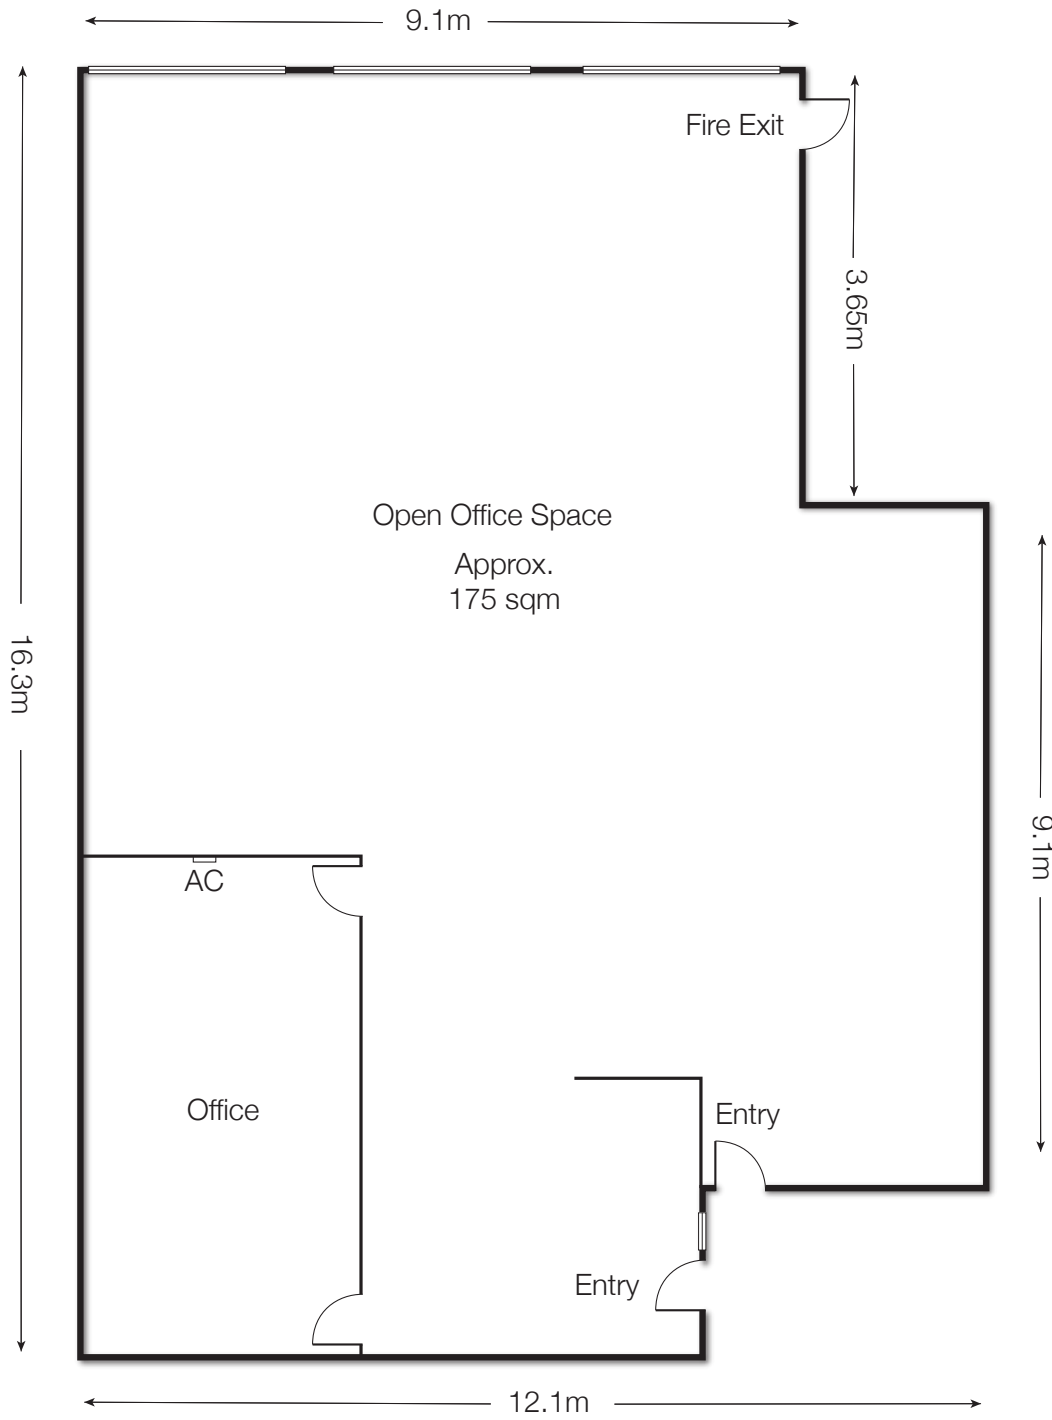 9.1m
Fire Exit
3.65m
Open Office Space
Approx.
175 sqm
16.3m
9.1m
AC
Office
Entry
Entry
12.1m